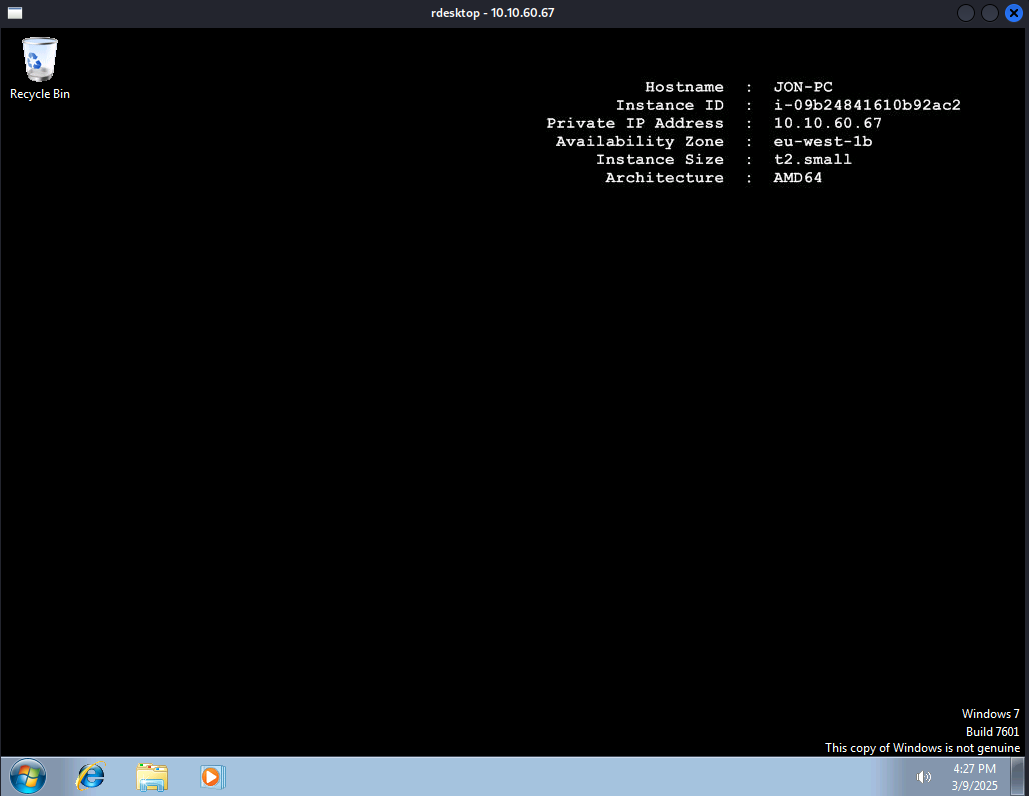 rdesktop - 10.10.60.67
Recycle Bin
Hostname : JON-PC
Instance ID : i-09b24841610b92ac2
Private IP Address : 10.10.60.67
Availability Zone : eu-west-1b
Instance Size : t2.small
Architecture : AMD64
Windows 7
Build 7601
This copy of Windows is not genuine
4:27 PM
3/9/2025